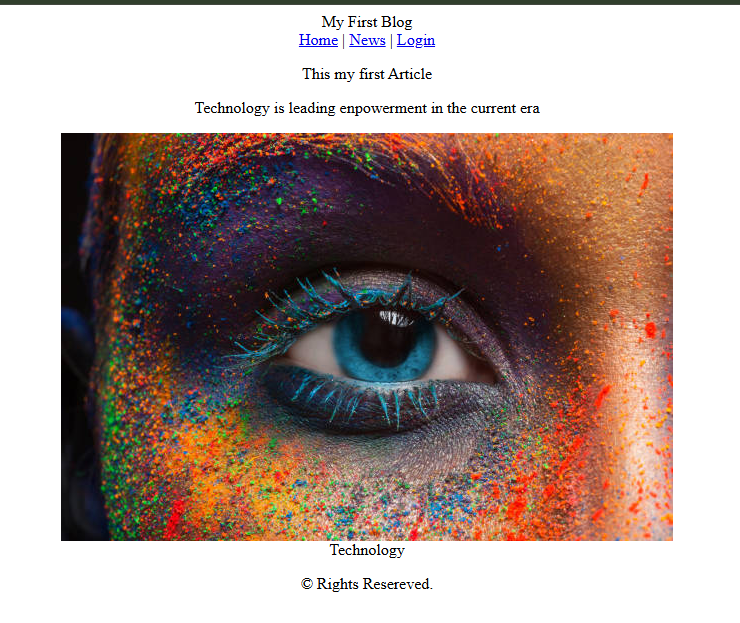 My First Blog
Home | News | Login
This my first Article
Technology is leading enpowerment in the current era
Technology
© Rights Resereved.